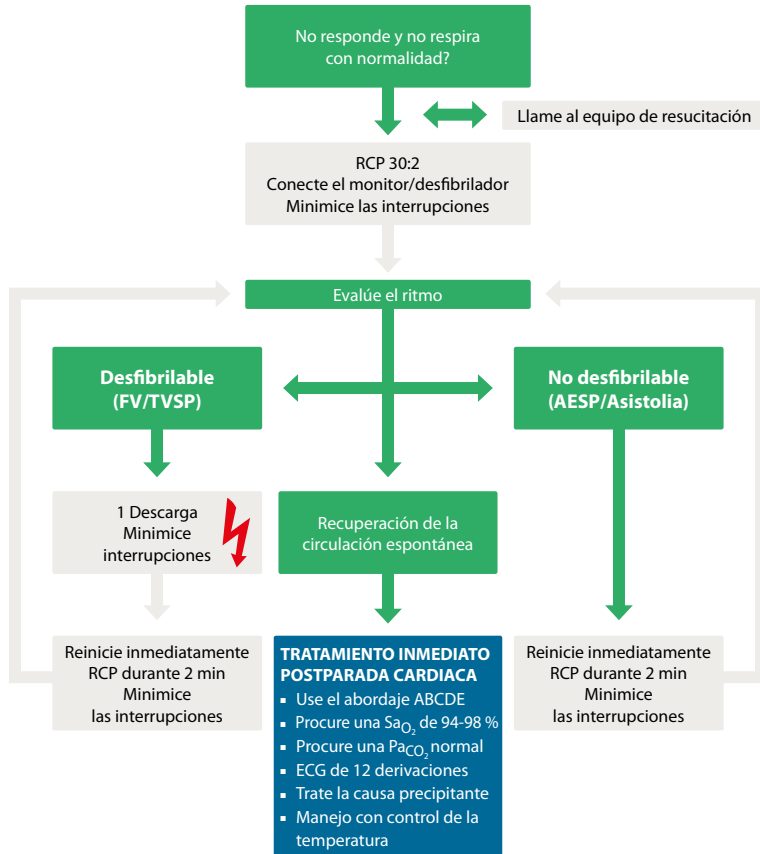 No responde y no respira
con normalidad?
Llame al equipo de resucitación
RCP 30:2
Conecte el monitor/desfibrilador
Minimice las interrupciones
Evalúe el ritmo
Desfibrilable
(FV/TVSP)
No desfibrilable
(AESP/Asistolia)
1 Descarga
Minimice
interrupciones
Recuperación de la
circulación espontánea
Reinicie inmediatamente
RCP durante 2 min
Minimice
las interrupciones
TRATAMIENTO INMEDIATO
POSTPARADA CARDIACA
▪ Use el abordaje ABCDE
▪ Procure una SaO2 de 94-98 %
▪ Procure una PaCO2 normal
▪ ECG de 12 derivaciones
▪ Trate la causa precipitante
▪ Manejo con control de la
temperatura
Reinicie inmediatamente
RCP durante 2 min
Minimice
las interrupciones